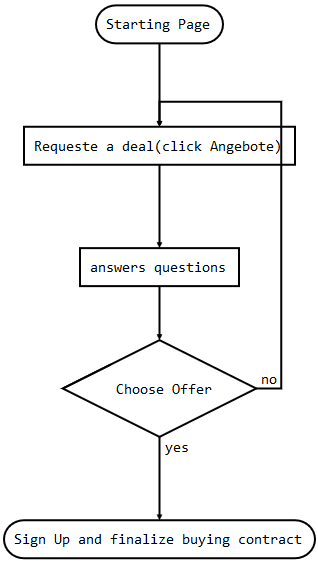 Starting Page
Requeste a deal(click Angebote)
answers questions
Choose Offer
no
yes
Sign Up and finalize buying contract